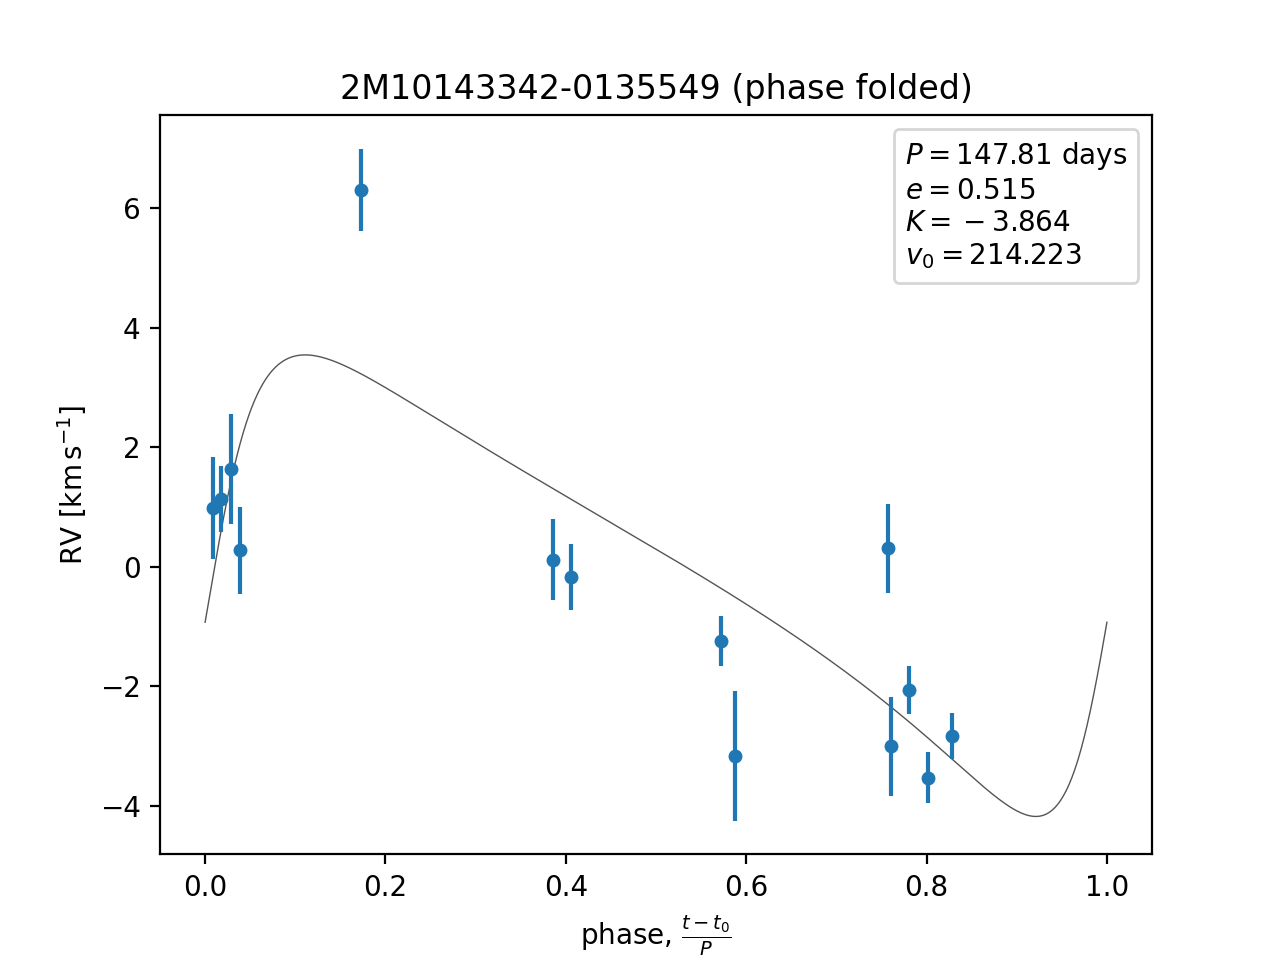 2M10143342-0135549 (phase folded)
P = 147.81 days
e = 0.515
K = −3.864
v₀ = 214.223
RV [km s⁻¹]
6
4
2
0
−2
−4
0.0 0.2 0.4 0.6 0.8 1.0
phase, (t − t₀)/P